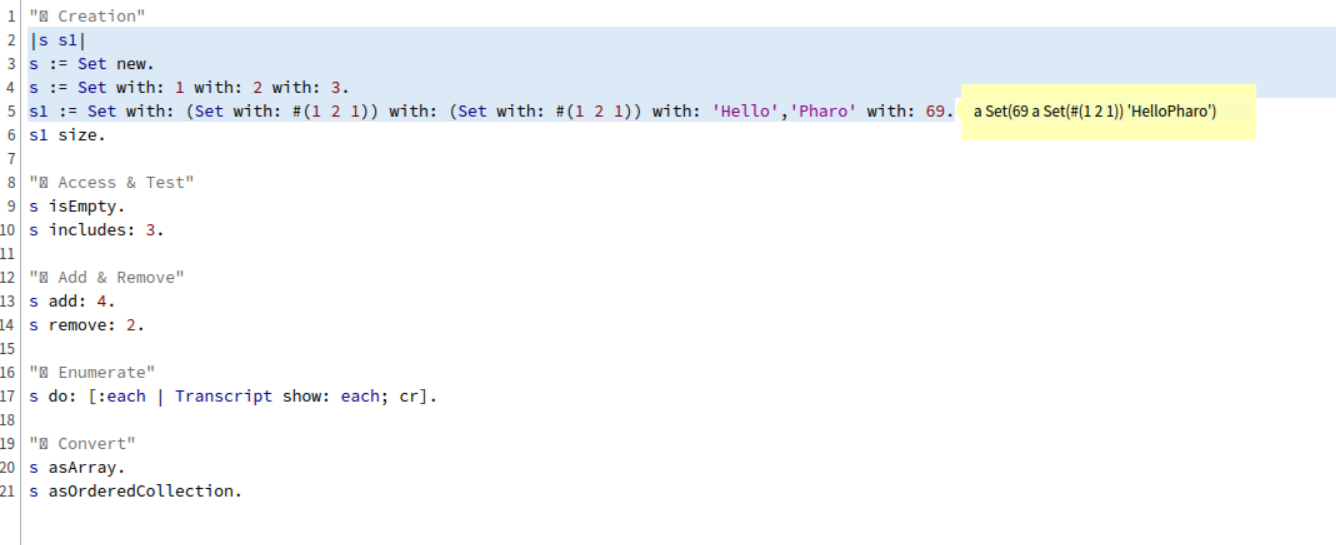 1 " Creation"
2 |s s1|
3 s := Set new.
4 s := Set with: 1 with: 2 with: 3.
5 s1 := Set with: (Set with: #(1 2 1)) with: (Set with: #(1 2 1)) with: 'Hello','Pharo' with: 69. a Set(69 a Set(#(1 2 1)) 'HelloPharo')
6 s1 size.
7
8 " Access & Test"
9 s isEmpty.
10 s includes: 3.
11
12 " Add & Remove"
13 s add: 4.
14 s remove: 2.
15
16 " Enumerate"
17 s do: [:each | Transcript show: each; cr].
18
19 " Convert"
20 s asArray.
21 s asOrderedCollection.